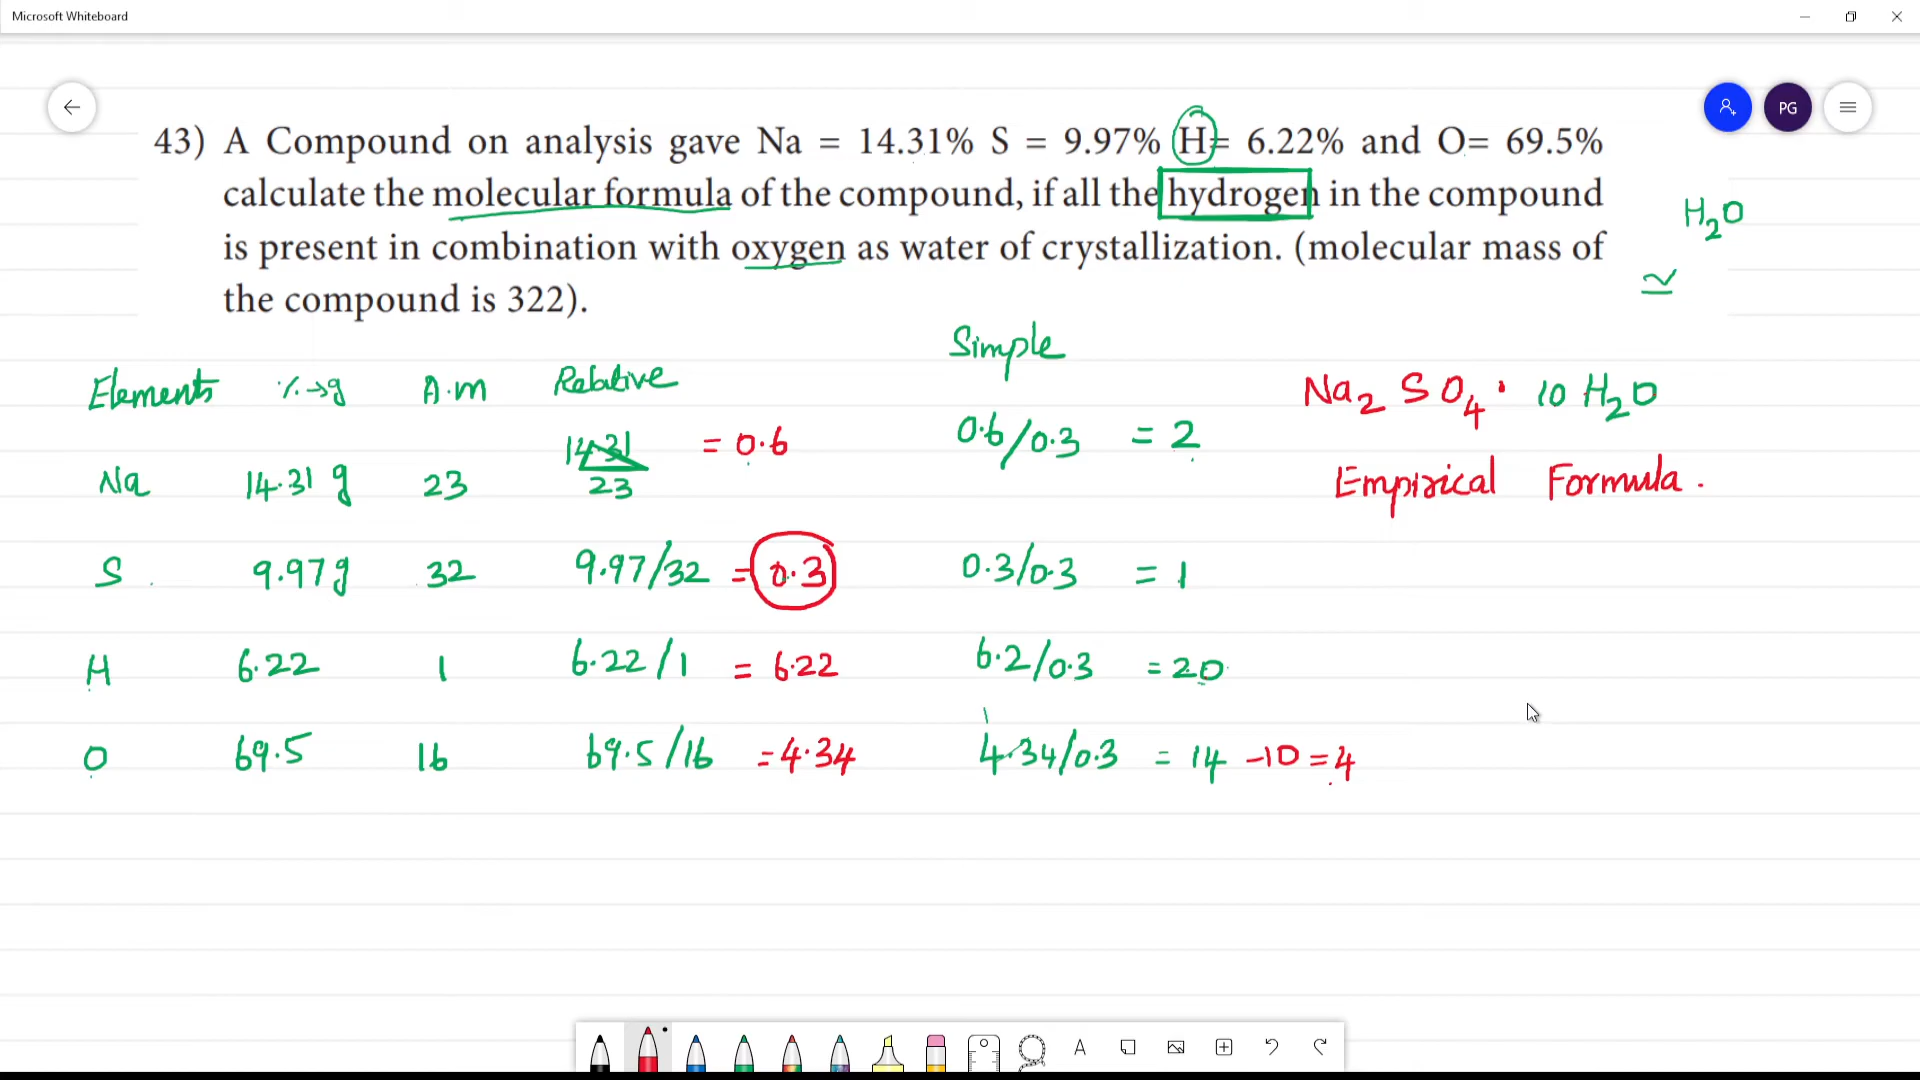 Microsoft Whiteboard
PG
43) A Compound on analysis gave Na = 14.31% S = 9.97% H= 6.22% and O= 69.5%
calculate the molecular formula of the compound, if all the hydrogen in the compound
is present in combination with oxygen as water of crystallization. (molecular mass of
the compound is 322).
H2O
≃
Elements %→g A.m Relative Simple
Na 14.31 g 23 14.31/23 = 0.6 0.6/0.3 = 2
S 9.97g 32 9.97/32 = 0.3 0.3/0.3 = 1
H 6.22 1 6.22/1 = 6.22 6.2/0.3 = 20
O 69.5 16 69.5/16 = 4.34 4.34/0.3 = 14 -10 = 4
Na2 SO4 · 10 H2O
Empirical Formula.
A